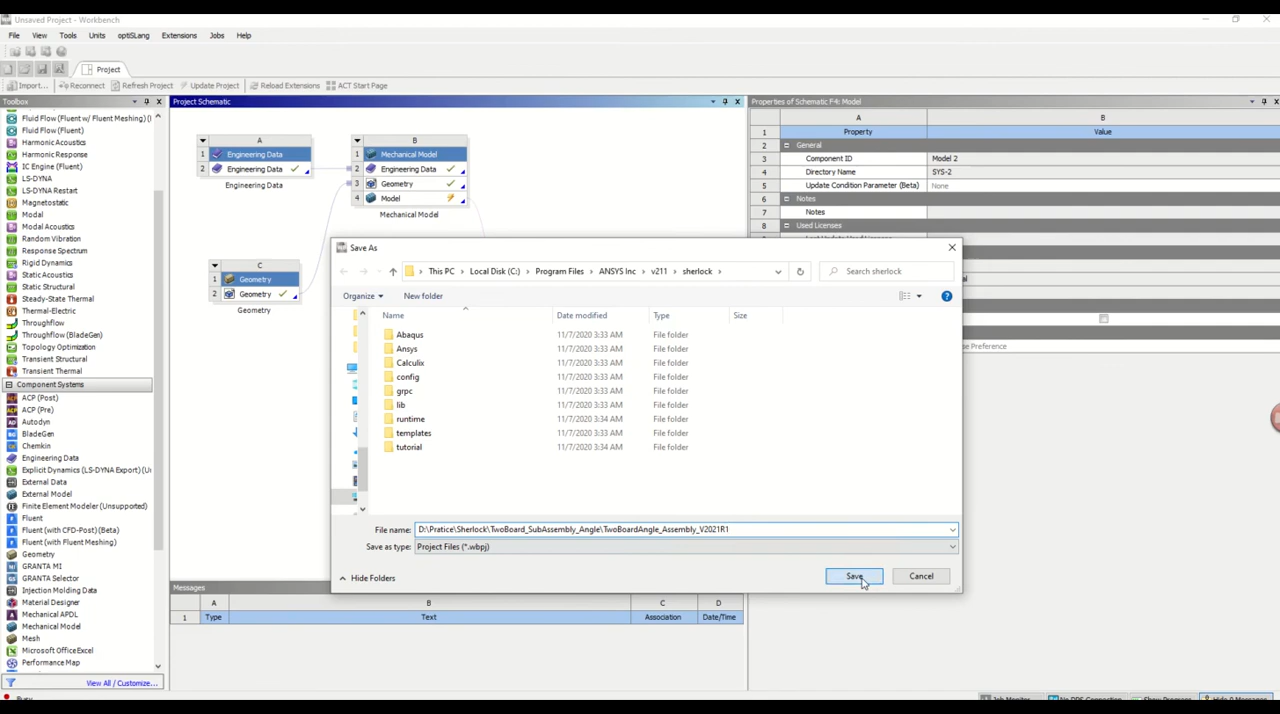 Unsaved Project - Workbench
File View Tools Units optiSLang Extensions Jobs Help
Project
Import... Reconnect Refresh Project Update Project Reload Extensions ACT Start Page
Toolbox
Fluid Flow (Fluent w/ Fluent Meshing) (
Fluid Flow (Fluent)
Harmonic Acoustics
Harmonic Response
IC Engine (Fluent)
LS-DYNA
LS-DYNA Restart
Magnetostatic
Modal
Modal Acoustics
Random Vibration
Response Spectrum
Rigid Dynamics
Static Acoustics
Static Structural
Steady-State Thermal
Thermal-Electric
Throughflow
Throughflow (BladeGen)
Topology Optimization
Transient Structural
Transient Thermal
Component Systems
ACP (Post)
ACP (Pre)
Autodyn
BladeGen
Chemkin
Engineering Data
Explicit Dynamics (LS-DYNA Export) (U
External Data
External Model
Finite Element Modeler (Unsupported)
Fluent
Fluent (with CFD-Post) (Beta)
Fluent (with Fluent Meshing)
Geometry
GRANTA MI
GRANTA Selector
Injection Molding Data
Material Designer
Mechanical APDL
Mechanical Model
Mesh
Microsoft Office Excel
Performance Map
View All / Customize...
Busy
Project Schematic
A
1 Engineering Data
2 Engineering Data
Engineering Data
B
1 Mechanical Model
2 Engineering Data
3 Geometry
4 Model
Mechanical Model
C
1 Geometry
2 Geometry
Geometry
Save As
This PC > Local Disk (C:) > Program Files > ANSYS Inc > v211 > sherlock >
Search sherlock
Organize New folder
Name Date modified Type Size
Abaqus 11/7/2020 3:33 AM File folder
Ansys 11/7/2020 3:33 AM File folder
Calculix 11/7/2020 3:33 AM File folder
config 11/7/2020 3:33 AM File folder
grpc 11/7/2020 3:33 AM File folder
lib 11/7/2020 3:33 AM File folder
runtime 11/7/2020 3:34 AM File folder
templates 11/7/2020 3:33 AM File folder
tutorial 11/7/2020 3:34 AM File folder
File name: D:\Pratice\Sherlock\TwoBoard_SubAssembly_Angle\TwoBoardAngle_Assembly_V2021R1
Save as type: Project Files (*.wbpj)
Hide Folders
Save Cancel
Properties of Schematic F4: Model
A B
1 Property Value
2 General
3 Component ID Model 2
4 Directory Name SYS-2
5 Update Condition Parameter (Beta) None
6 Notes
7 Notes
8 Used Licenses
Messages
A B C D
1 Type Text Association Date/Time
Job Monitor... No DPS Connection Show Progress Hide 0 Messages